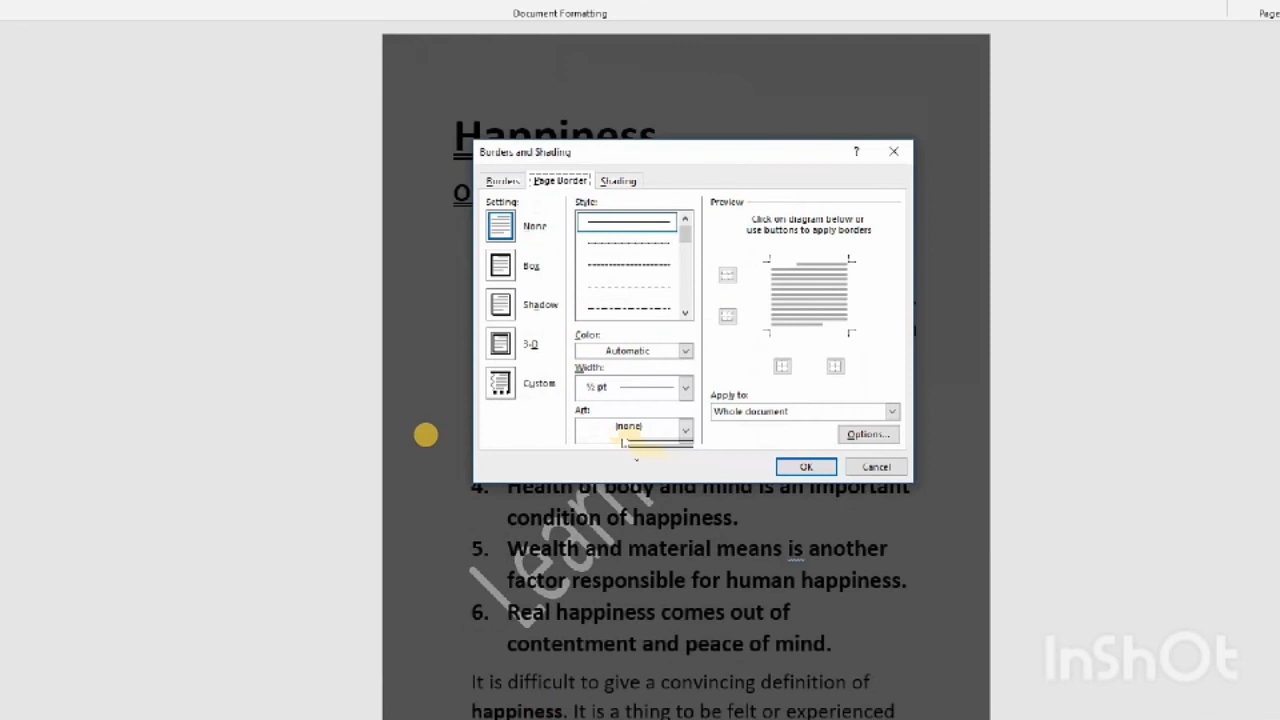 Document Formatting
Page
Happiness
Borders and Shading
?
Borders
Page Border
Shading
Setting:
None
Box
Shadow
3-D
Custom
Style:
Color:
Automatic
Width:
½ pt
Art:
(none)
Preview
Click on diagram below or
use buttons to apply borders
Apply to:
Whole document
Options...
OK
Cancel
4. Health of body and mind is an important
condition of happiness.
5. Wealth and material means is another
factor responsible for human happiness.
6. Real happiness comes out of
contentment and peace of mind.
It is difficult to give a convincing definition of
happiness. It is a thing to be felt or experienced
Learn
InShOt